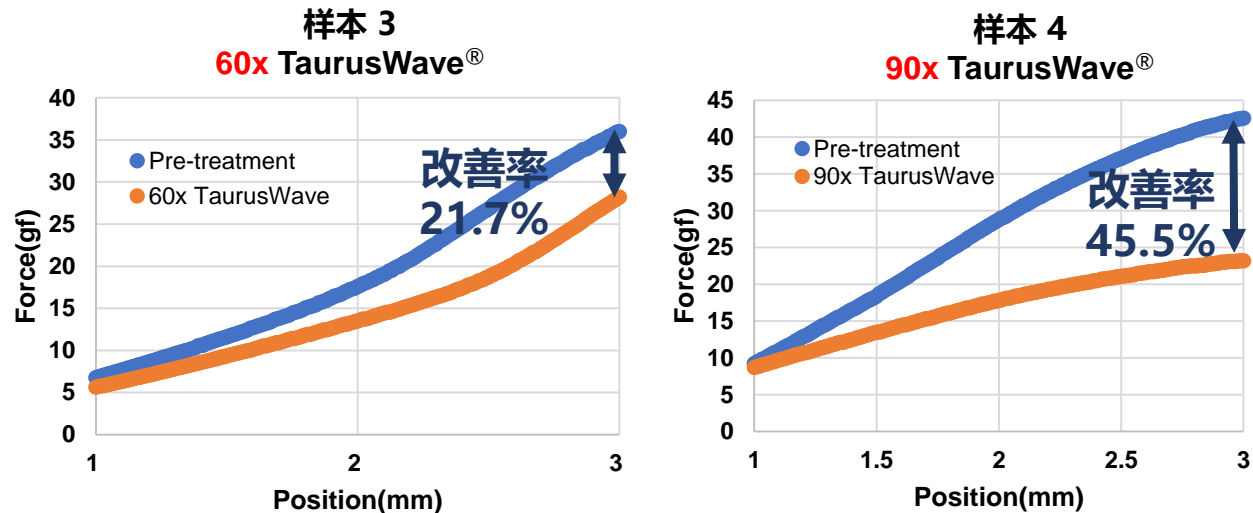 样本 3
60x TaurusWave®
40
35
30
25
20
15
10
5
0
Force(gf)
Pre-treatment
60x TaurusWave
改善率
21.7%
1
2
3
Position(mm)
样本 4
90x TaurusWave®
45
40
35
30
25
20
15
10
5
0
Force(gf)
Pre-treatment
90x TaurusWave
改善率
45.5%
1
1.5
2
2.5
3
Position(mm)